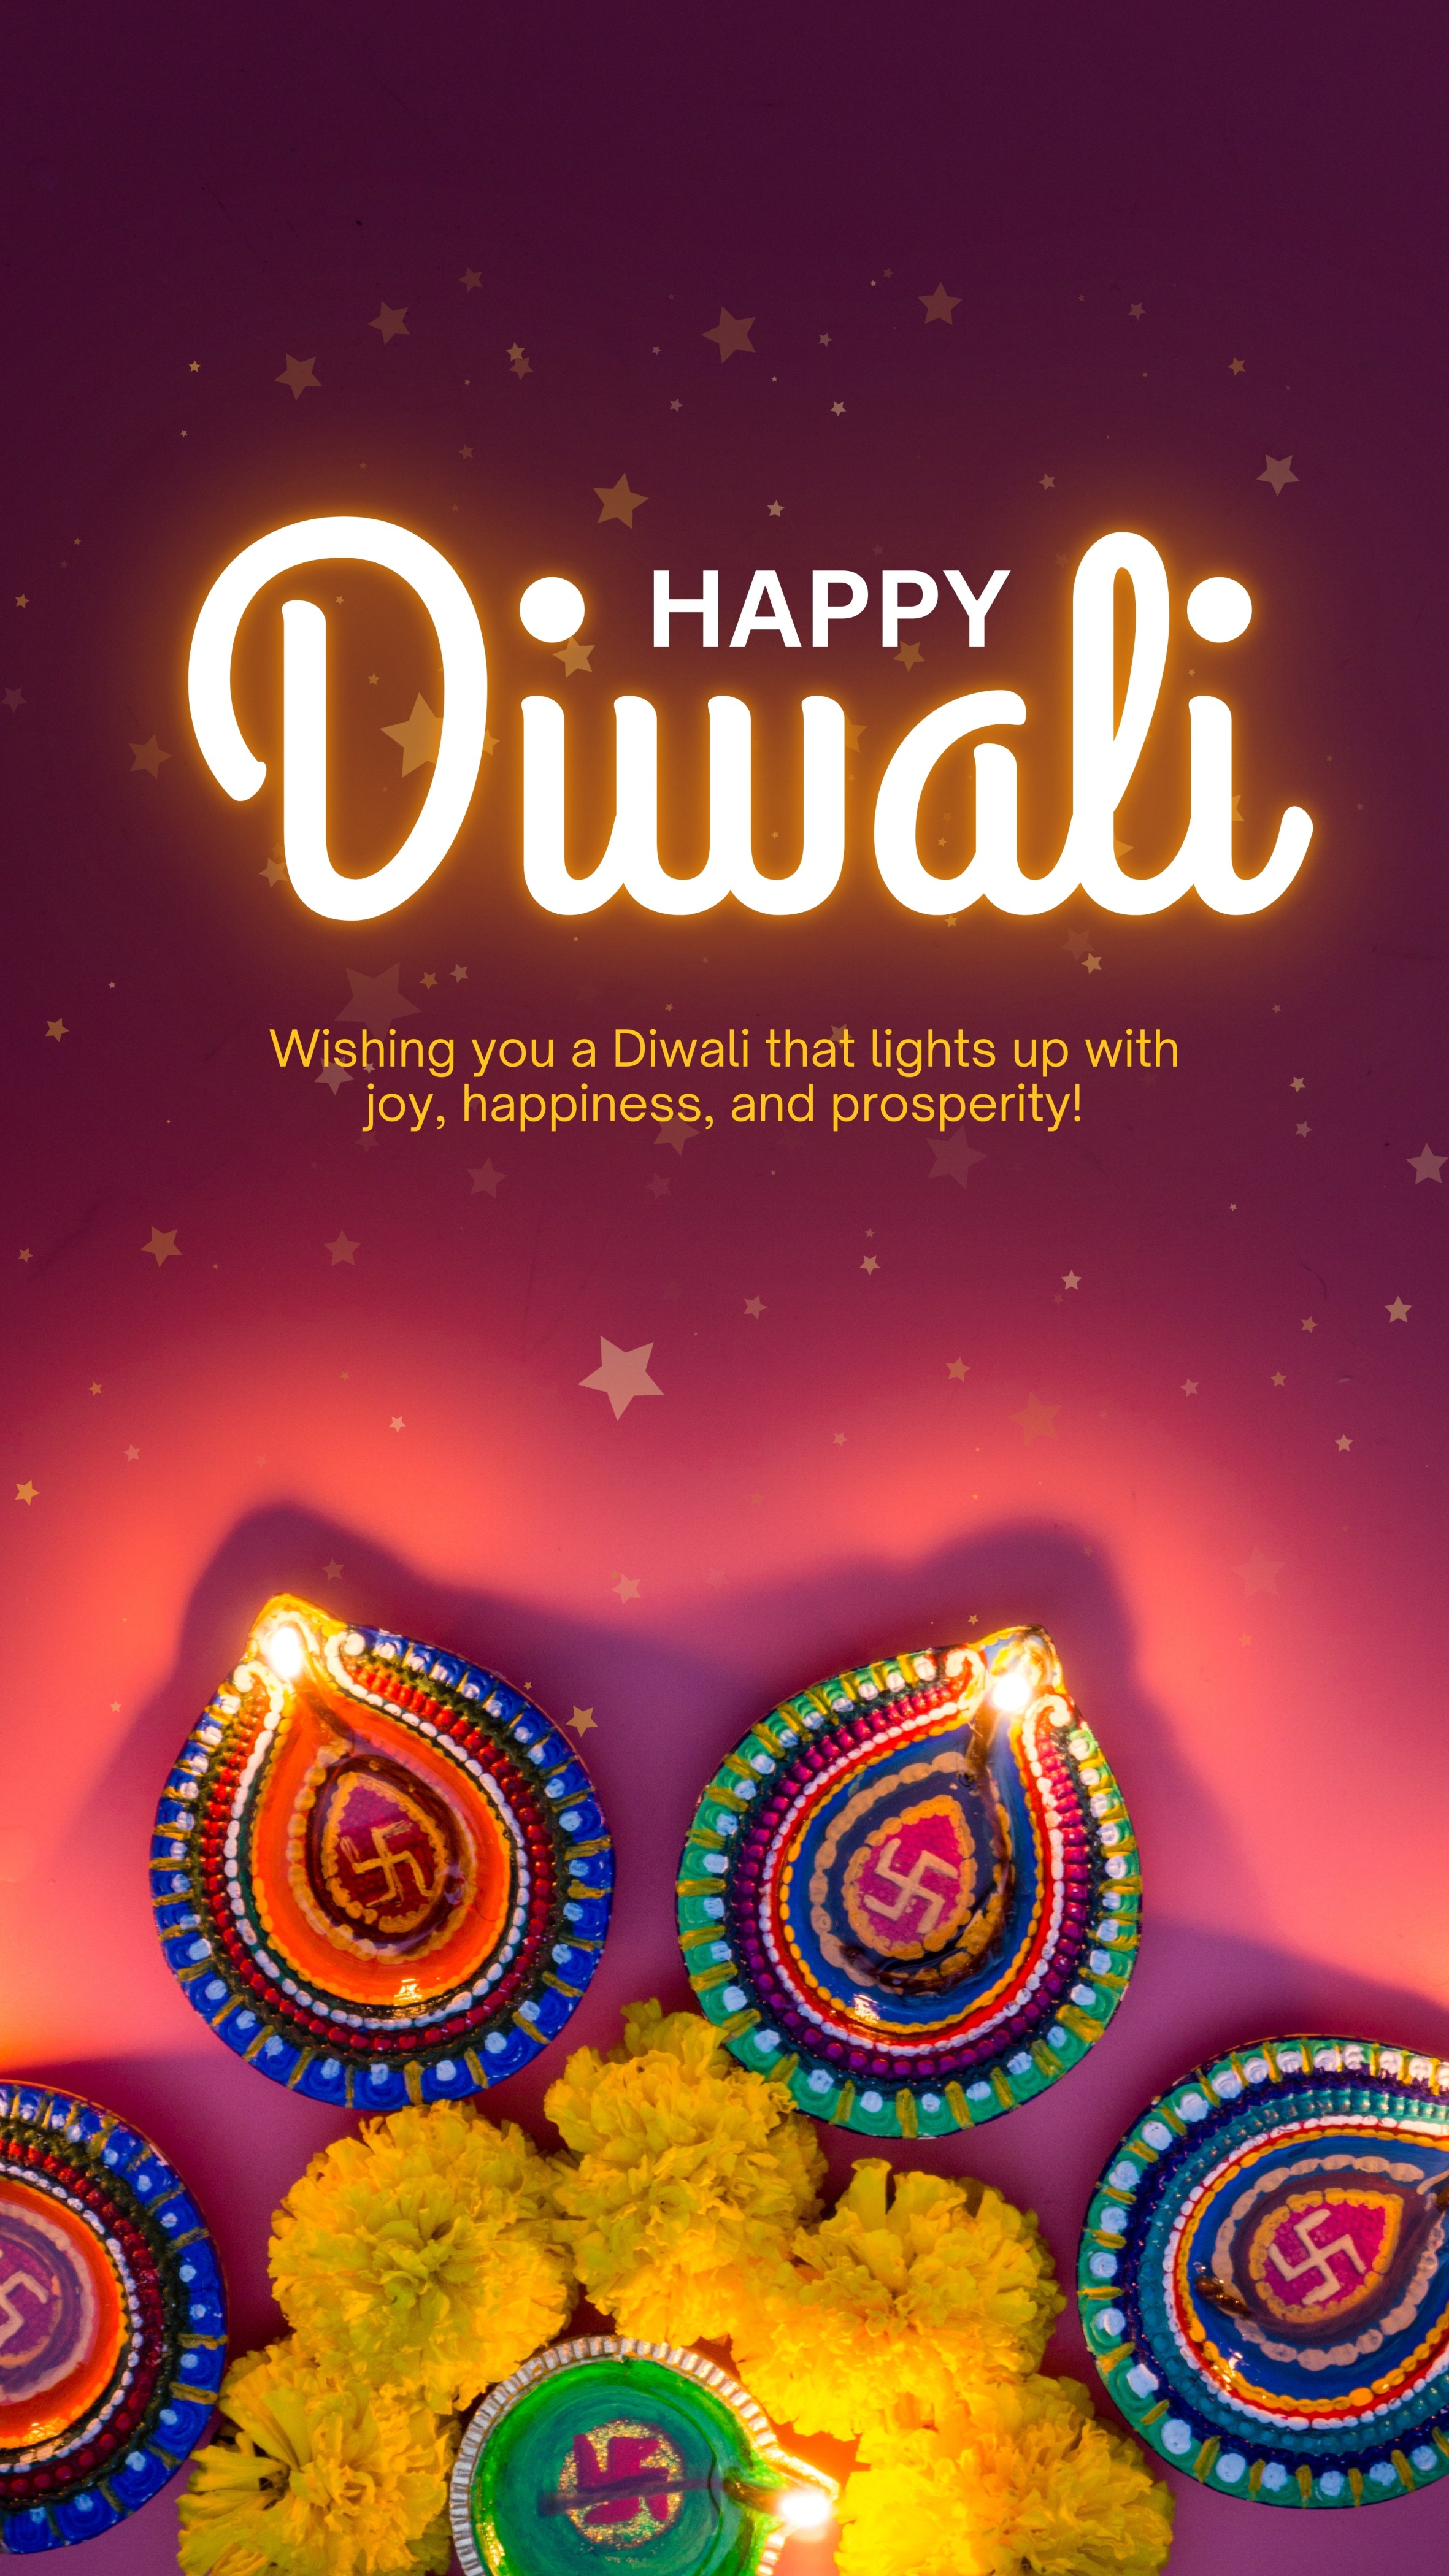 HAPPY
Diwali
Wishing you a Diwali that lights up with
joy, happiness, and prosperity!